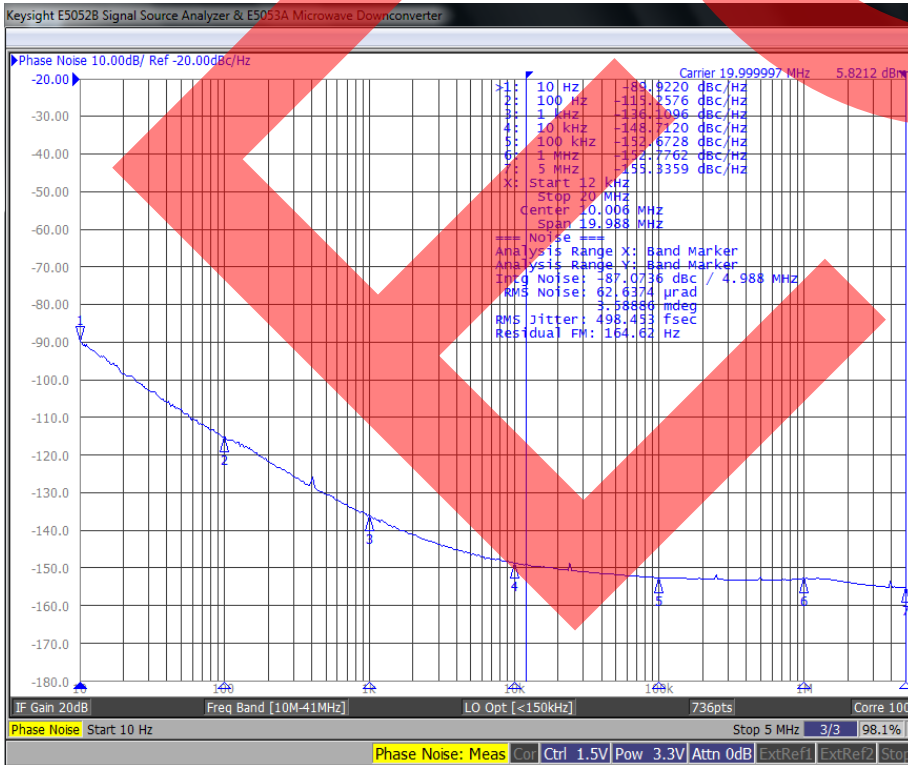 Keysight E5052B Signal Source Analyzer & E5053A Microwave Downconverter
▶Phase Noise 10.00dB/ Ref -20.00dBc/Hz
Carrier 19.999997 MHz 5.8212 dBm
>1: 10 Hz -89.9220 dBc/Hz
2: 100 Hz -115.2576 dBc/Hz
3: 1 kHz -136.1096 dBc/Hz
4: 10 kHz -148.7120 dBc/Hz
5: 100 kHz -152.6728 dBc/Hz
6: 1 MHz -152.7762 dBc/Hz
7: 5 MHz -155.3359 dBc/Hz
X: Start 12 kHz
Stop 20 MHz
Center 10.006 MHz
Span 19.988 MHz
=== Noise ===
Analysis Range X: Band Marker
Analysis Range Y: Band Marker
Intg Noise: -87.0736 dBc / 4.988 MHz
RMS Noise: 62.6374 µrad
3.58886 mdeg
RMS Jitter: 498.453 fsec
Residual FM: 164.62 Hz
-20.00
-30.00
-40.00
-50.00
-60.00
-70.00
-80.00
-90.00
-100.0
-110.0
-120.0
-130.0
-140.0
-150.0
-160.0
-170.0
-180.0
1
2
3
4
5
6
7
10 100 1k 10k 100k 1M
IF Gain 20dB Freq Band [10M-41MHz] LO Opt [<150kHz] 736pts Corre 100
Phase Noise Start 10 Hz Stop 5 MHz 3/3 98.1%
Phase Noise: Meas Cor Ctrl 1.5V Pow 3.3V Attn 0dB ExtRef1 ExtRef2 Stop